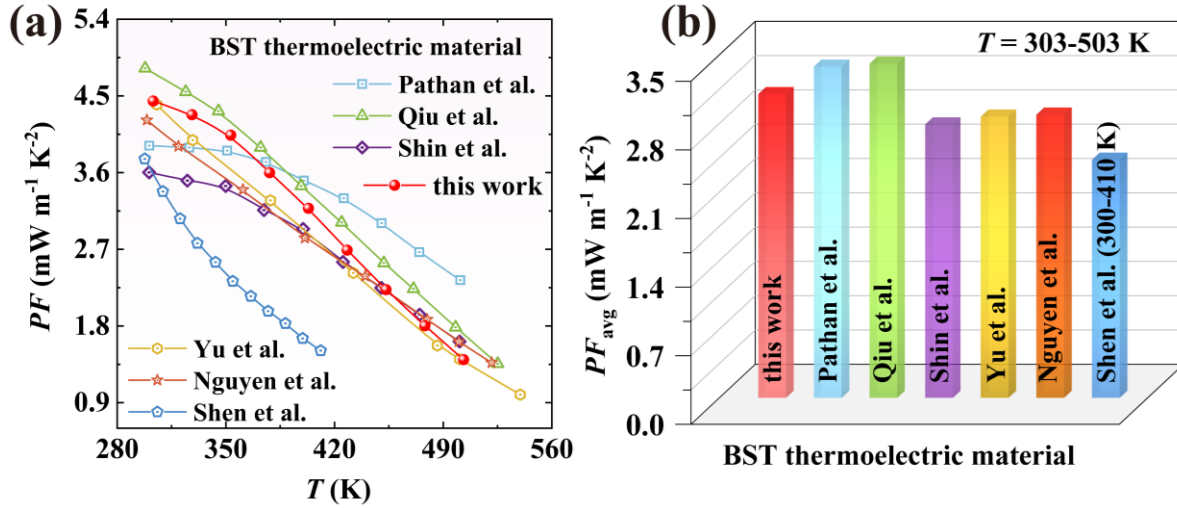 (a)
BST thermoelectric material
Pathan et al.
Qiu et al.
Shin et al.
this work
Yu et al.
Nguyen et al.
Shen et al.
5.4
4.5
3.6
2.7
1.8
0.9
PF (mW m⁻¹ K⁻²)
280
350
420
490
560
T (K)
(b)
T = 303-503 K
3.5
2.8
2.1
1.4
0.7
0.0
PFavg (mW m⁻¹ K⁻²)
this work
Pathan et al.
Qiu et al.
Shin et al.
Yu et al.
Nguyen et al.
Shen et al. (300-410 K)
BST thermoelectric material